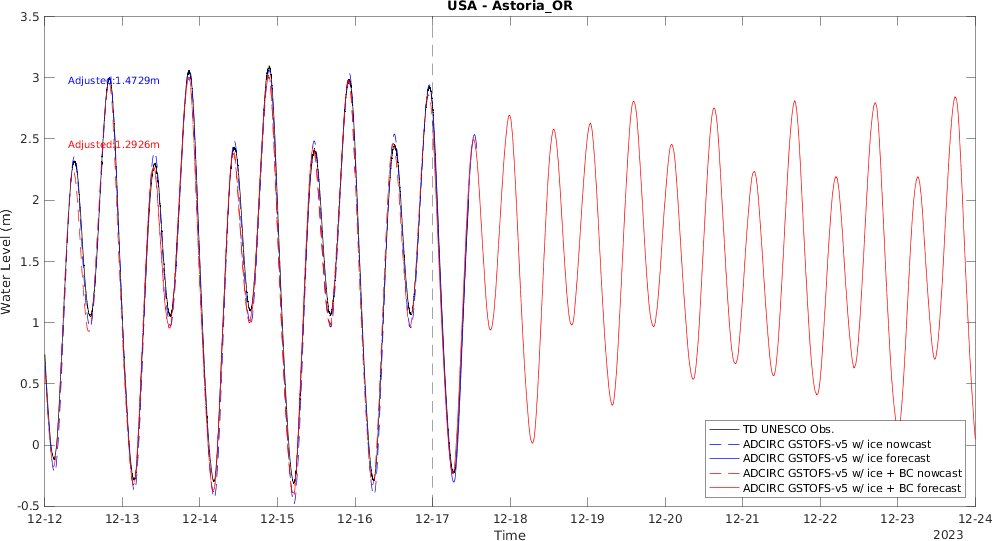 USA - Astoria_OR
3.5
3
2.5
2
1.5
1
0.5
0
-0.5
Water Level (m)
Adjusted:1.4729m
Adjusted:1.2926m
TD UNESCO Obs.
ADCIRC GSTOFS-v5 w/ ice nowcast
ADCIRC GSTOFS-v5 w/ ice forecast
ADCIRC GSTOFS-v5 w/ ice + BC nowcast
ADCIRC GSTOFS-v5 w/ ice + BC forecast
12-12 12-13 12-14 12-15 12-16 12-17 12-18 12-19 12-20 12-21 12-22 12-23 12-24
Time
2023